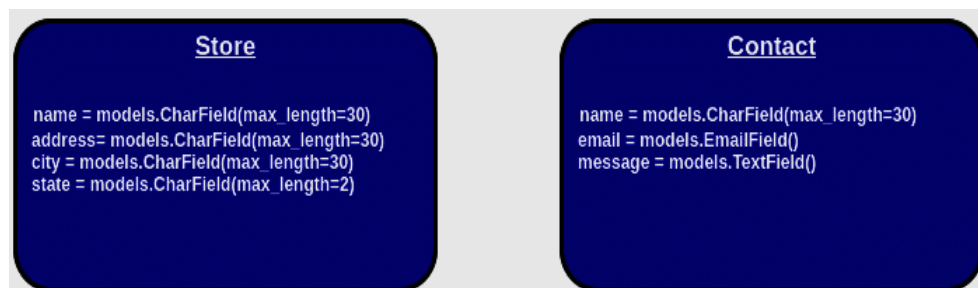 Store
name = models.CharField(max_length=30)
address= models.CharField(max_length=30)
city = models.CharField(max_length=30)
state = models.CharField(max_length=2)
Contact
name = models.CharField(max_length=30)
email = models.EmailField()
message = models.TextField()